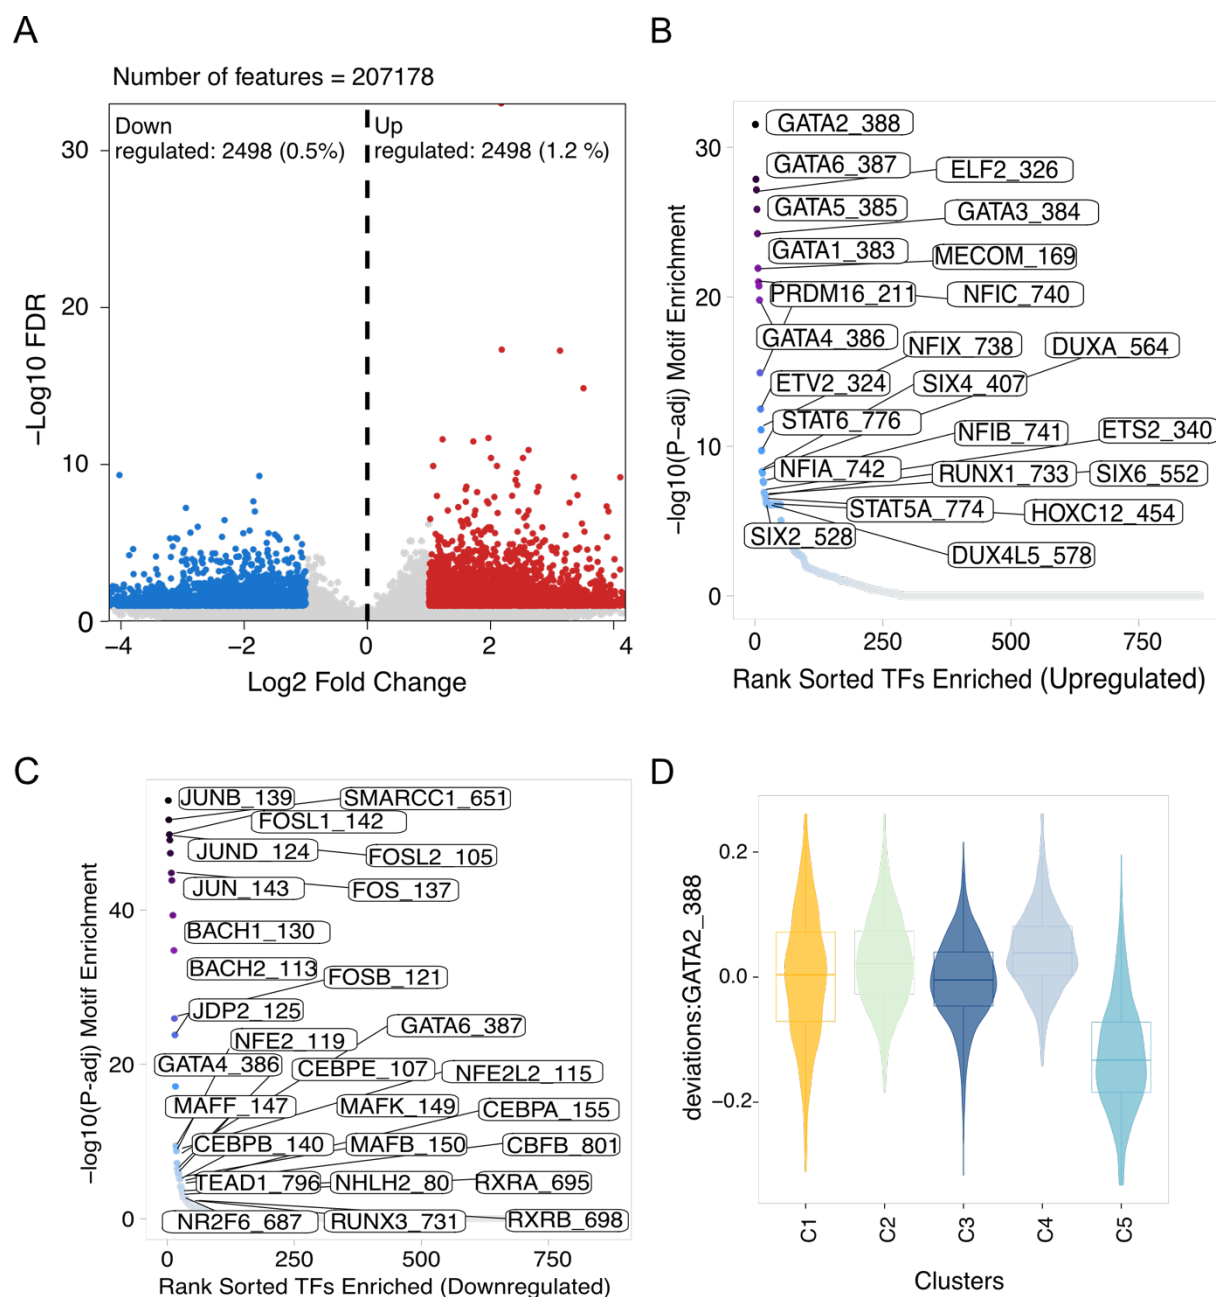 A
Number of features = 207178
Down
regulated: 2498 (0.5%)
Up
regulated: 2498 (1.2 %)
−Log10 FDR
30
20
10
0
−4
−2
0
2
4
Log2 Fold Change
B
−log10(P−adj) Motif Enrichment
30
20
10
0
GATA2_388
GATA6_387
ELF2_326
GATA5_385
GATA3_384
GATA1_383
MECOM_169
PRDM16_211
NFIC_740
GATA4_386
NFIX_738
DUXA_564
ETV2_324
SIX4_407
STAT6_776
NFIB_741
ETS2_340
NFIA_742
RUNX1_733
SIX6_552
STAT5A_774
HOXC12_454
SIX2_528
DUX4L5_578
0
250
500
750
Rank Sorted TFs Enriched (Upregulated)
C
−log10(P−adj) Motif Enrichment
40
20
0
JUNB_139
SMARCC1_651
FOSL1_142
JUND_124
FOSL2_105
JUN_143
FOS_137
BACH1_130
BACH2_113
FOSB_121
JDP2_125
GATA6_387
NFE2_119
GATA4_386
CEBPE_107
NFE2L2_115
MAFF_147
MAFK_149
CEBPA_155
CEBPB_140
MAFB_150
CBFB_801
TEAD1_796
NHLH2_80
RXRA_695
NR2F6_687
RUNX3_731
RXRB_698
0
250
500
750
Rank Sorted TFs Enriched (Downregulated)
D
deviations:GATA2_388
0.2
0.0
−0.2
C1
C2
C3
C4
C5
Clusters